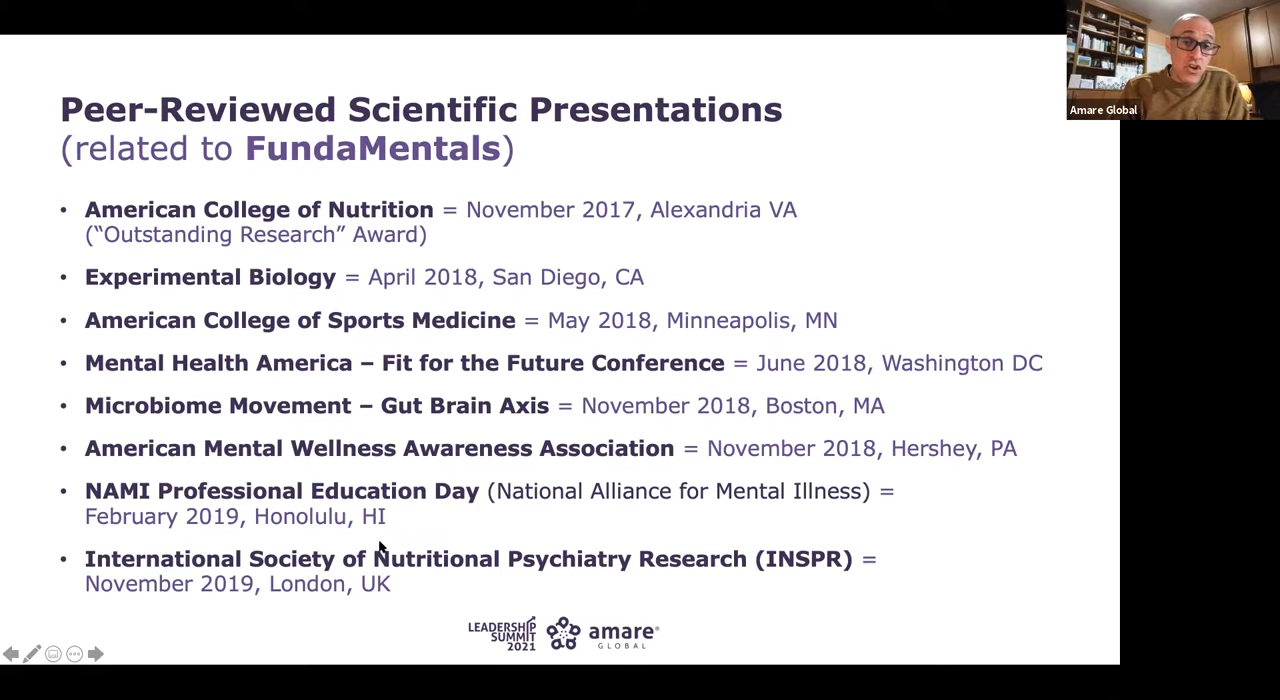 Peer-Reviewed Scientific Presentations
(related to FundaMentals)
• American College of Nutrition = November 2017, Alexandria VA
(“Outstanding Research” Award)
• Experimental Biology = April 2018, San Diego, CA
• American College of Sports Medicine = May 2018, Minneapolis, MN
• Mental Health America – Fit for the Future Conference = June 2018, Washington DC
• Microbiome Movement – Gut Brain Axis = November 2018, Boston, MA
• American Mental Wellness Awareness Association = November 2018, Hershey, PA
• NAMI Professional Education Day (National Alliance for Mental Illness) =
February 2019, Honolulu, HI
• International Society of Nutritional Psychiatry Research (INSPR) =
November 2019, London, UK
LEADERSHIP
SUMMIT
2021
amare®
GLOBAL
Amare Global